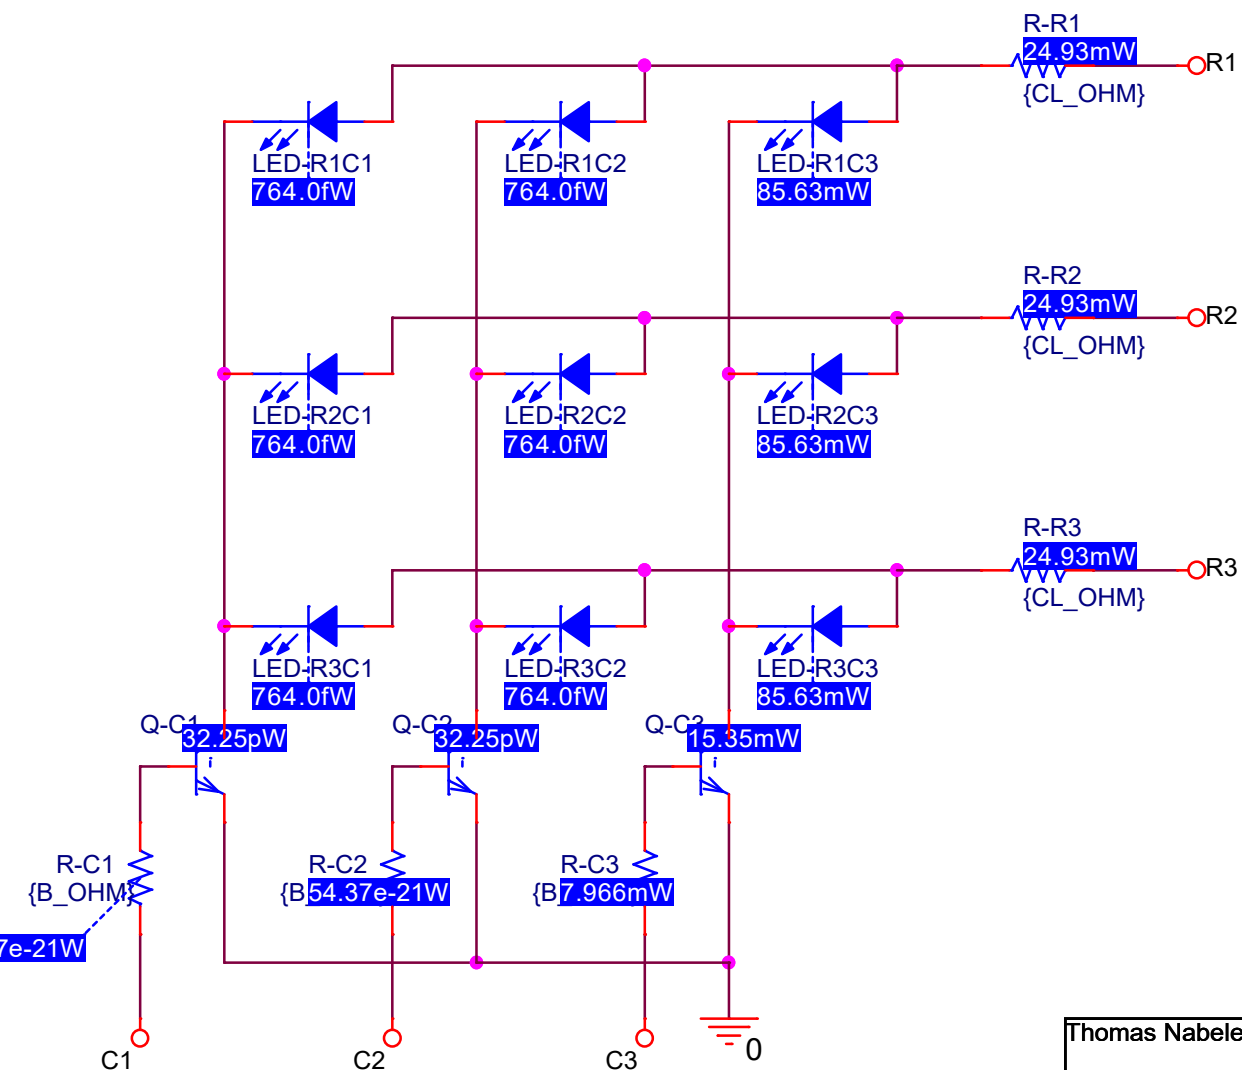 R-R1
24.93mW
R1
{CL_OHM}
LED-R1C1
764.0fW
LED-R1C2
764.0fW
LED-R1C3
85.63mW
R-R2
24.93mW
R2
{CL_OHM}
LED-R2C1
764.0fW
LED-R2C2
764.0fW
LED-R2C3
85.63mW
R-R3
24.93mW
R3
{CL_OHM}
LED-R3C1
764.0fW
LED-R3C2
764.0fW
LED-R3C3
85.63mW
Q-C1
32.25pW
Q-C2
32.25pW
Q-C3
15.35mW
R-C1
{B_OHM}
7e-21W
R-C2
{B
54.37e-21W
R-C3
{B
7.966mW
C1
C2
C3
0
Thomas Nabele